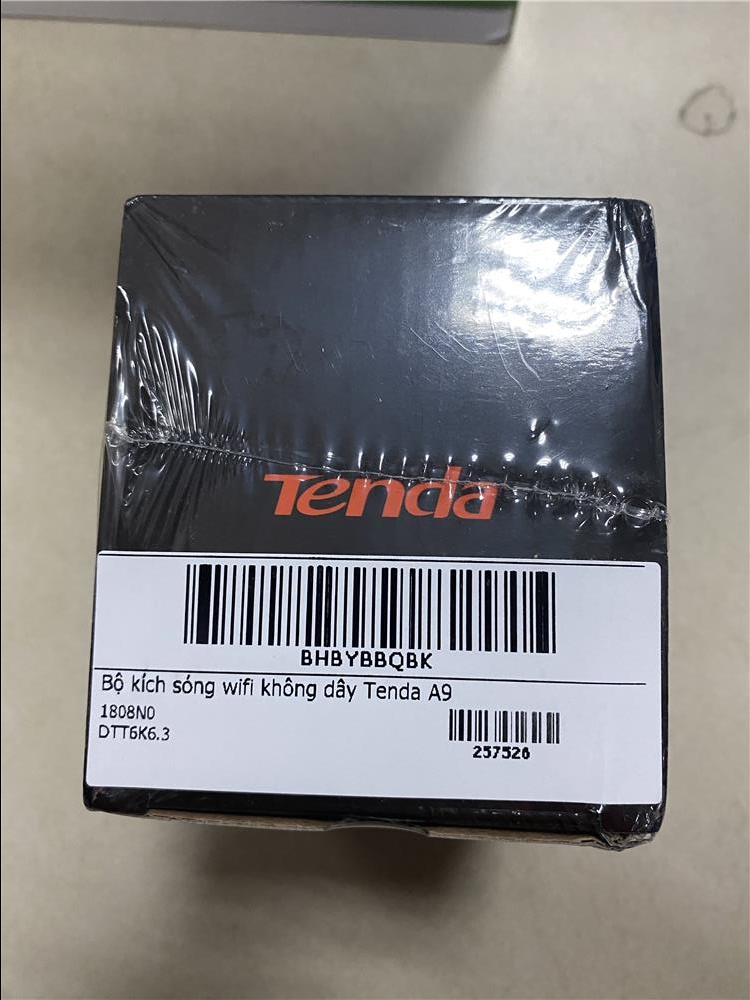 Tenda
BHBYBBQBK
Bộ kích sóng wifi không dây Tenda A9
1808N0
DTT6K6.3
257526